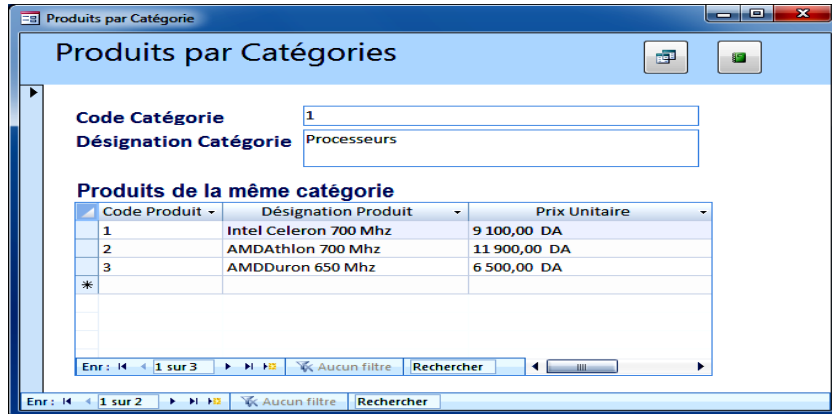 Produits par Catégorie
Produits par Catégories
Code Catégorie 1
Désignation Catégorie Processeurs
Produits de la même catégorie
Code Produit Désignation Produit Prix Unitaire
1 Intel Celeron 700 Mhz 9 100,00 DA
2 AMDAthlon 700 Mhz 11 900,00 DA
3 AMDDuron 650 Mhz 6 500,00 DA
Enr : 1 sur 3 Aucun filtre Rechercher
Enr : 1 sur 2 Aucun filtre Rechercher